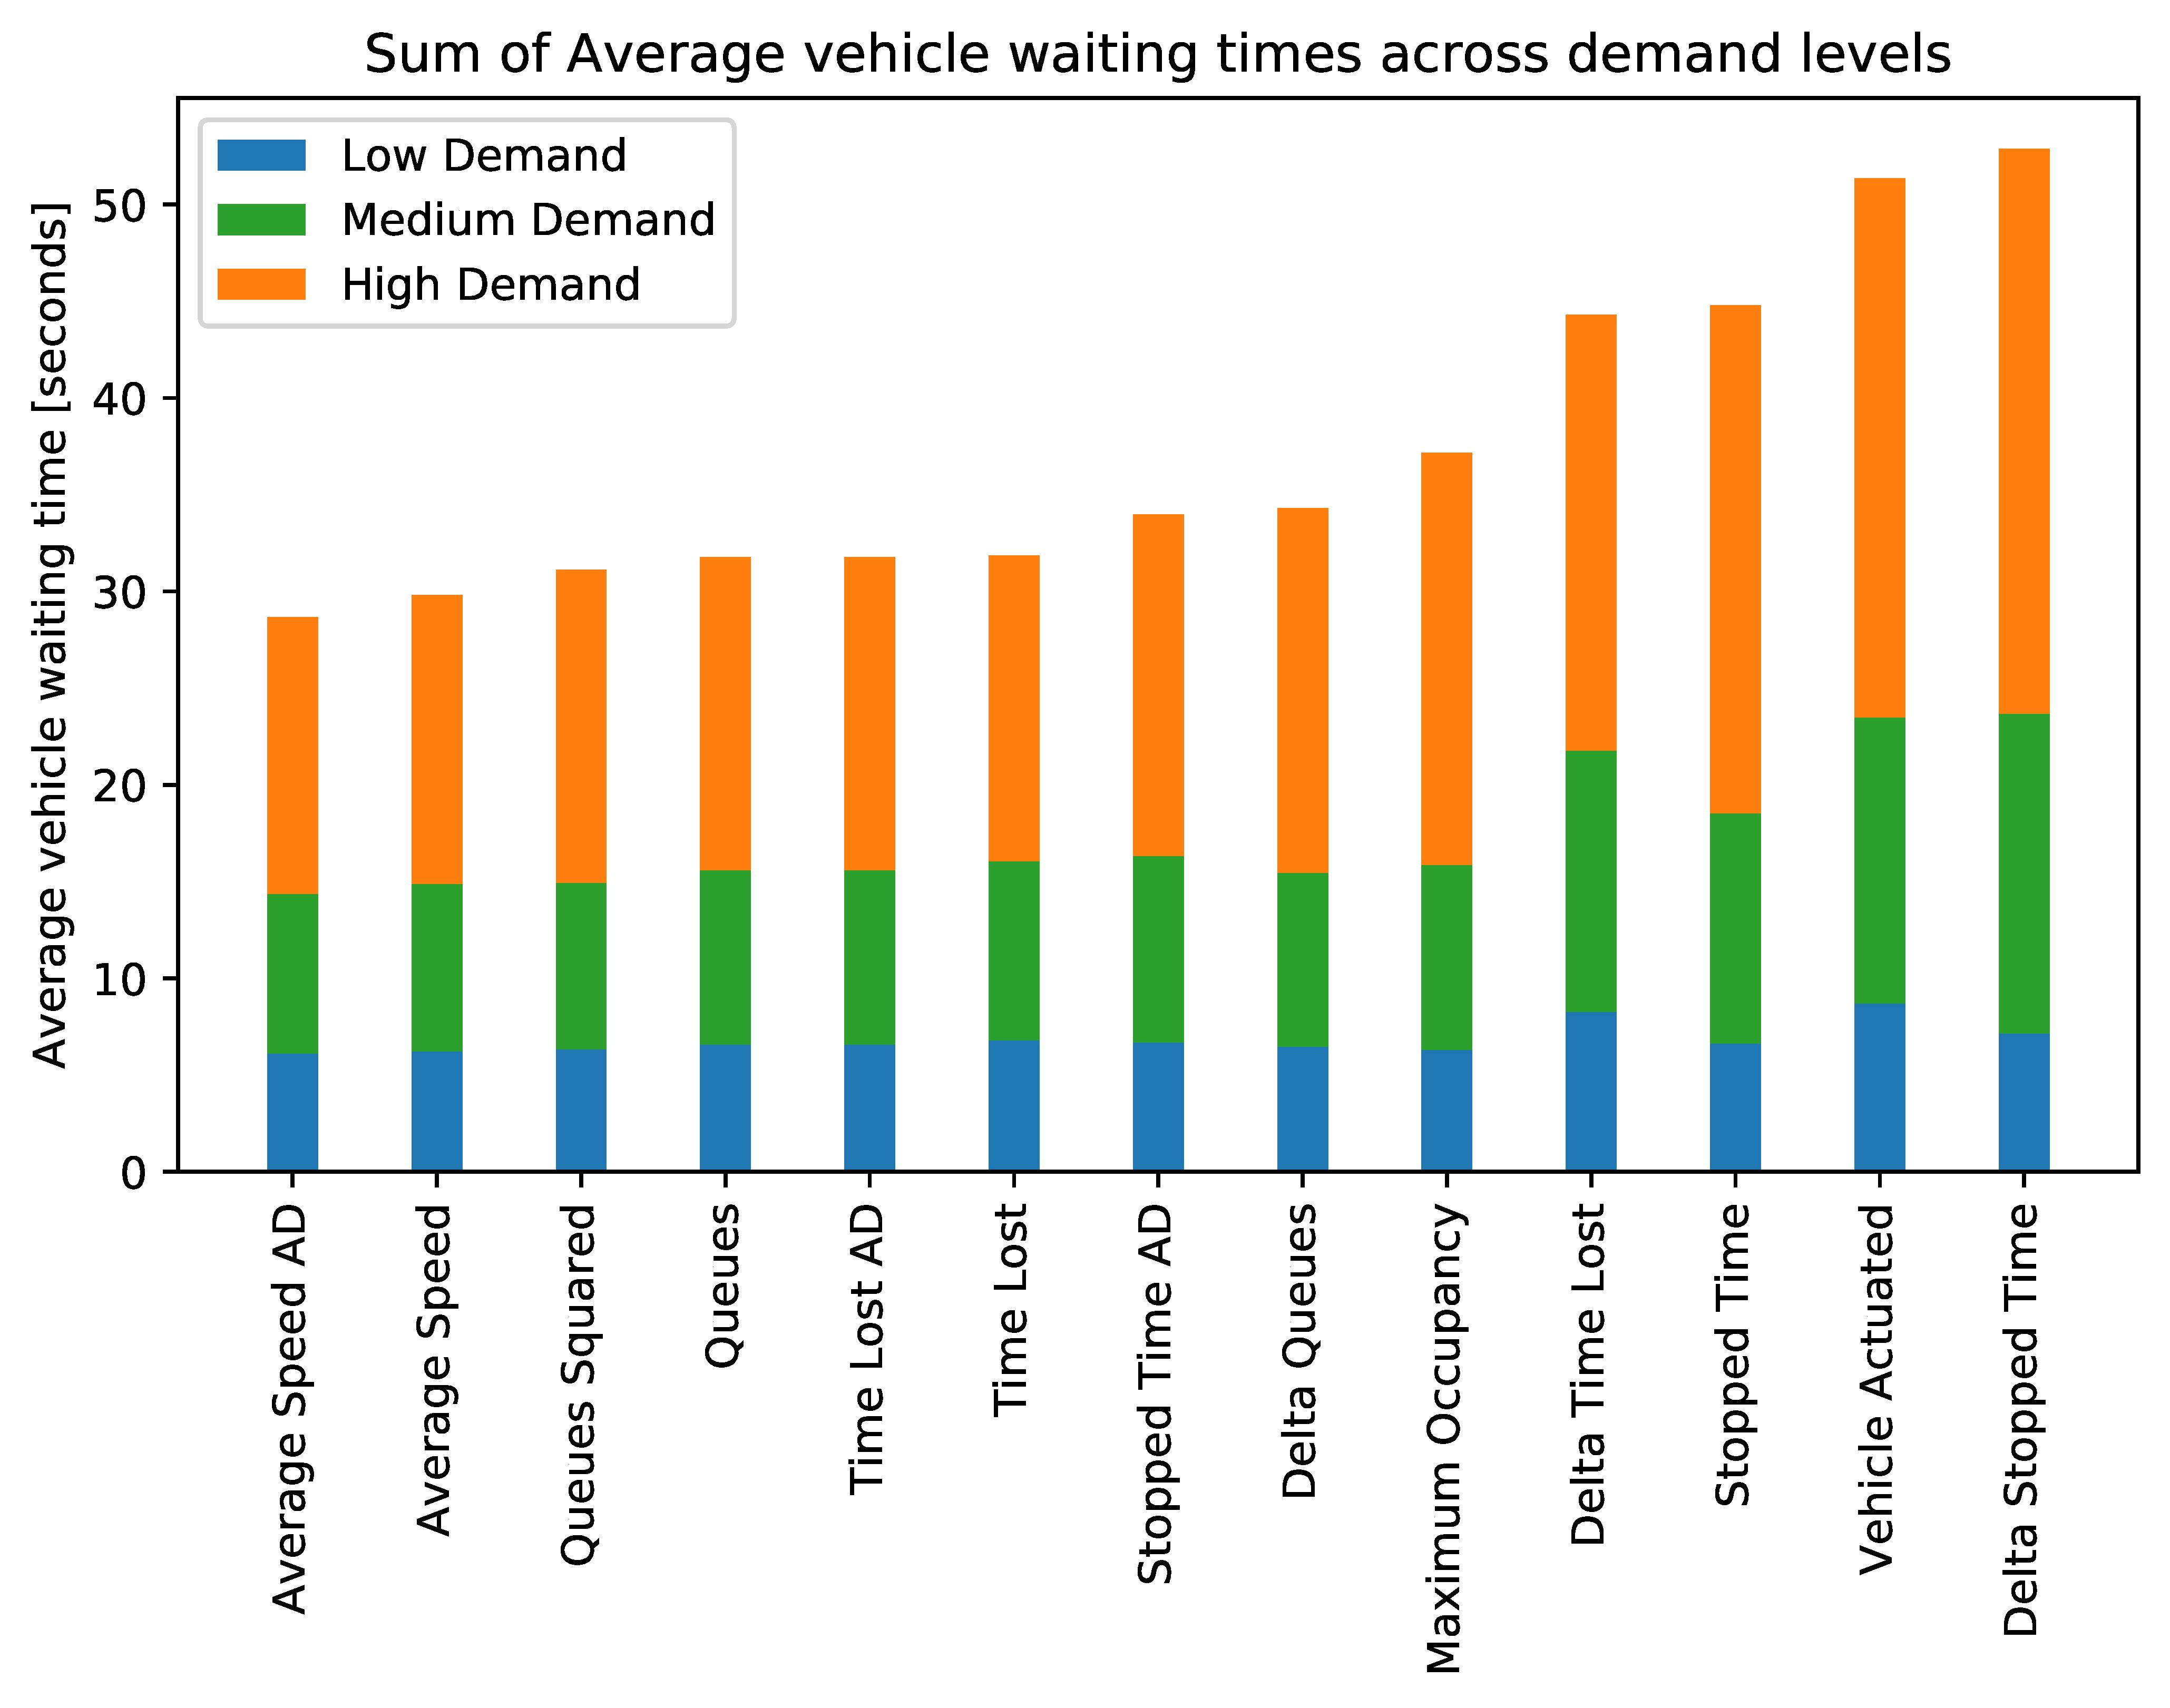 Sum of Average vehicle waiting times across demand levels
Low Demand
Medium Demand
High Demand
Average vehicle waiting time [seconds]
50
40
30
20
10
0
Average Speed AD
Average Speed
Queues Squared
Queues
Time Lost AD
Time Lost
Stopped Time AD
Delta Queues
Maximum Occupancy
Delta Time Lost
Stopped Time
Vehicle Actuated
Delta Stopped Time